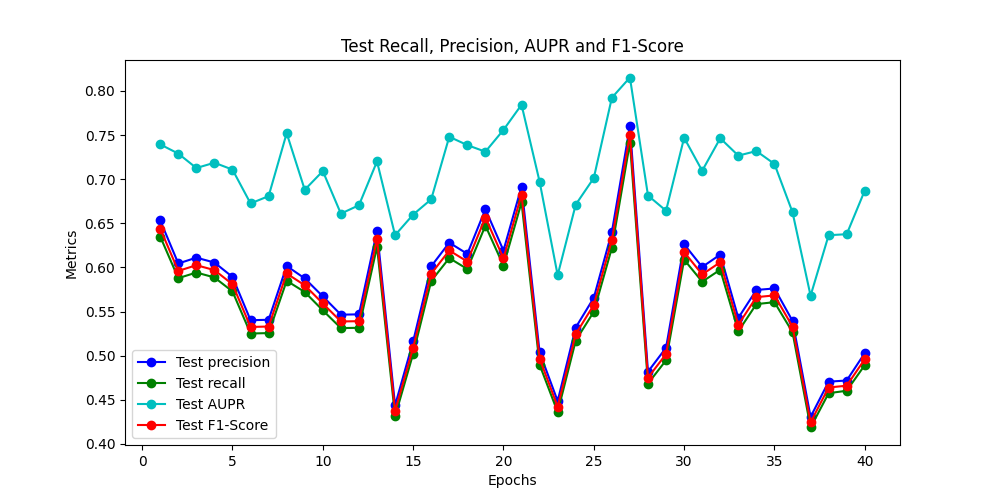 Test Recall, Precision, AUPR and F1-Score
0.80
0.75
0.70
0.65
0.60
0.55
0.50
0.45
0.40
Metrics
Test precision
Test recall
Test AUPR
Test F1-Score
0 5 10 15 20 25 30 35 40
Epochs